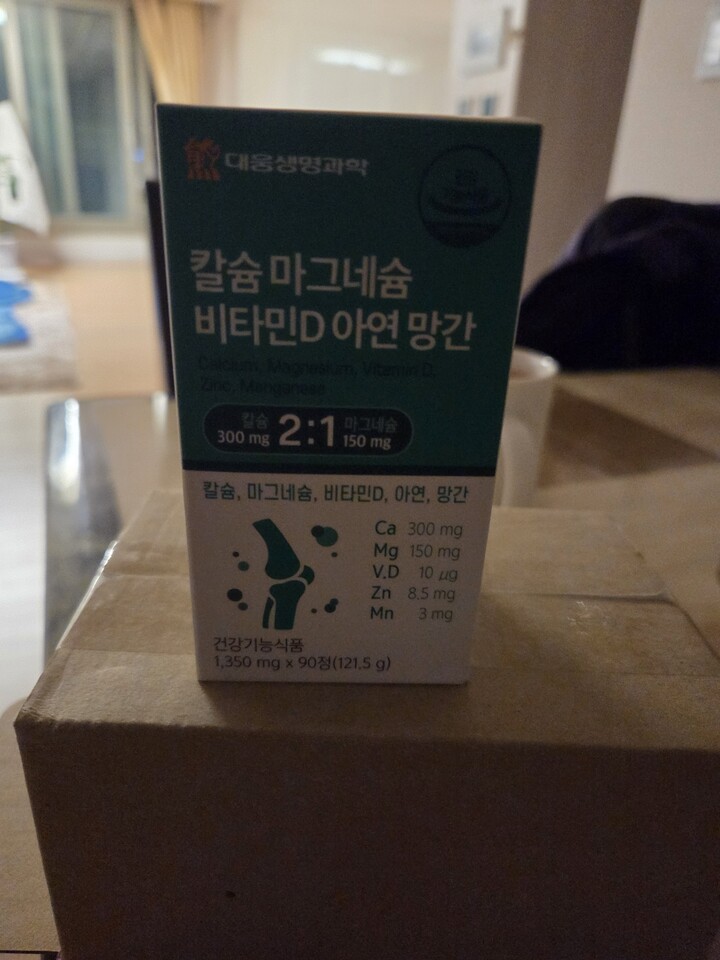 대웅생명과학
칼슘 마그네슘
비타민D 아연 망간
Calcium, Magnesium, Vitamin D,
Zinc, Manganese
칼슘 300 mg 2:1 마그네슘 150 mg
칼슘, 마그네슘, 비타민D, 아연, 망간
Ca 300 mg
Mg 150 mg
V.D 10 µg
Zn 8.5 mg
Mn 3 mg
건강기능식품
1,350 mg x 90정(121.5 g)